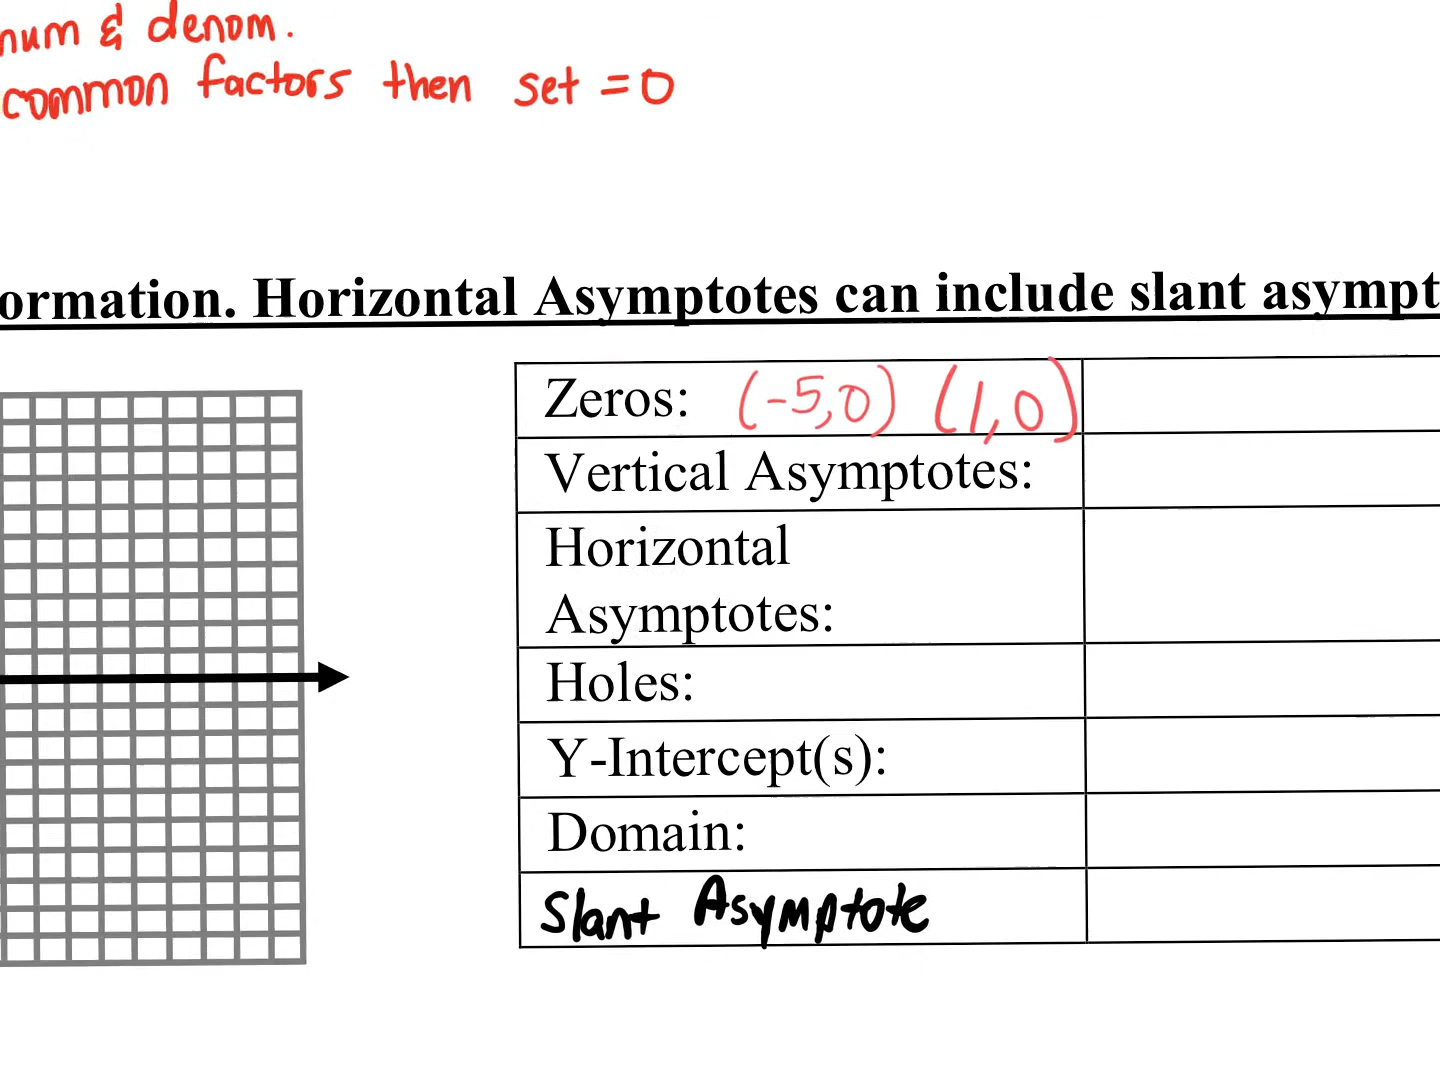 num & denom.
common factors then set = 0
ormation. Horizontal Asymptotes can include slant asympt
Zeros: (-5,0) (1,0)
Vertical Asymptotes:
Horizontal
Asymptotes:
Holes:
Y-Intercept(s):
Domain:
Slant Asymptote